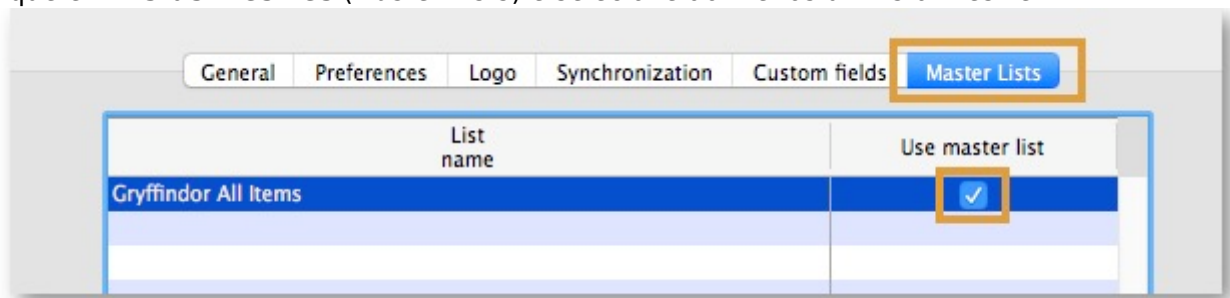 General Preferences Logo Synchronization Custom fields Master Lists
List name Use master list
Gryffindor All Items